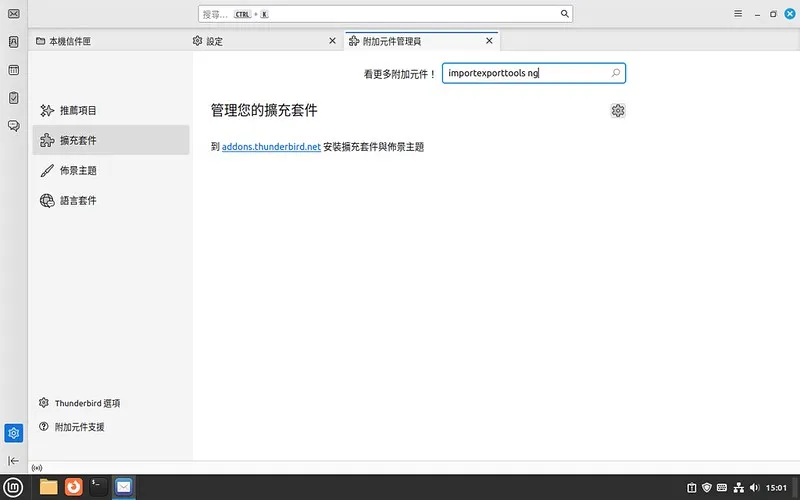 搜尋… CTRL + K
本機信件匣
設定
附加元件管理員
看更多附加元件！ importexporttools ng
推薦項目
擴充套件
佈景主題
語言套件
管理您的擴充套件
到 addons.thunderbird.net 安裝擴充套件與佈景主題
Thunderbird 選項
附加元件支援
15:01